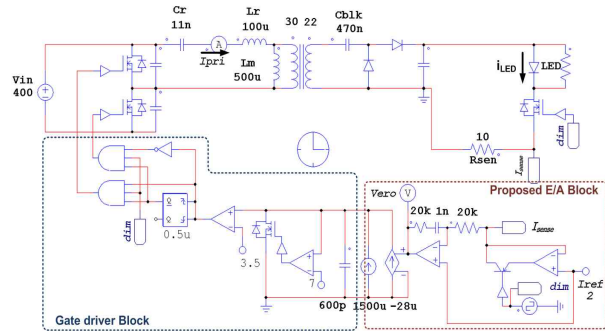 Cr
11n
Lr
100u
30 22
Cblk
470n
A
Ipri
Lm
500u
Vin
400
iLED
LED
dim
10
Rsen
Isense
Proposed E/A Block
Vero
V
20k 1n 20k
Isense
dim
Iref
2
0.5u
dim
3.5
7
600p
1500u
-28u
Gate driver Block